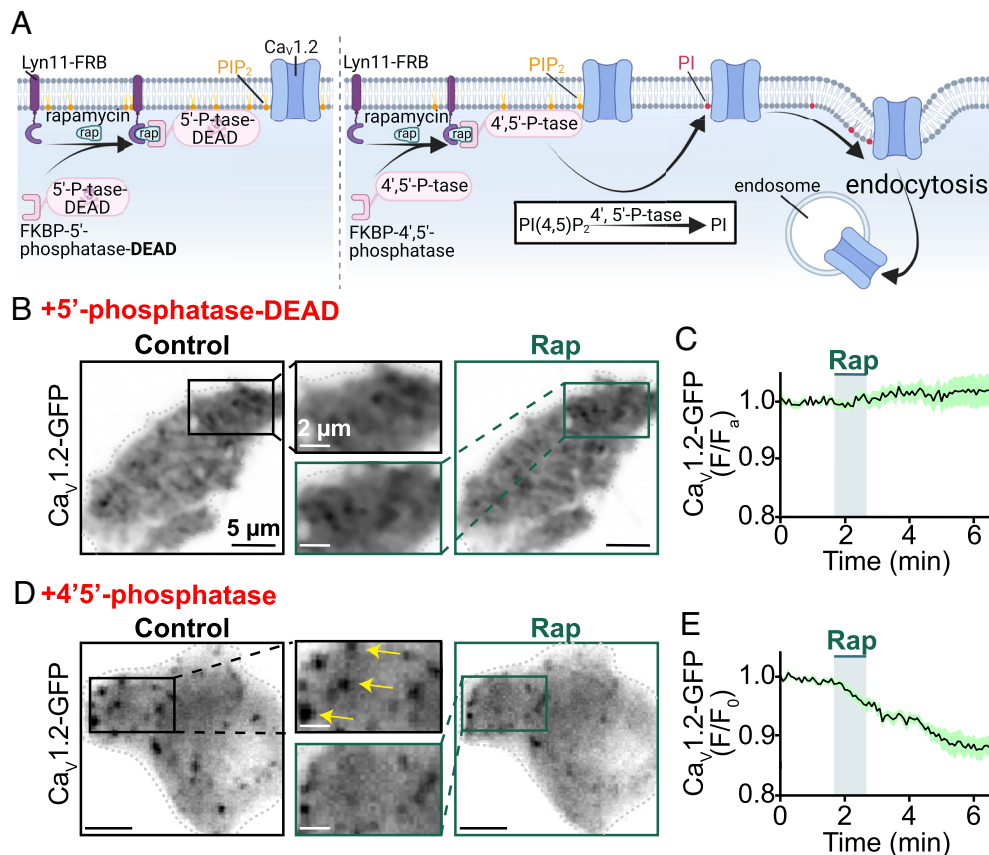 A
Lyn11-FRB
PIP2
CaV1.2
rapamycin
rap
rap
5'-P-tase-
DEAD
5'-P-tase-
DEAD
FKBP-5'-
phosphatase-DEAD
Lyn11-FRB
PIP2
PI
rapamycin
rap
rap
4',5'-P-tase
4',5'-P-tase
FKBP-4',5'-
phosphatase
PI(4,5)P2 4', 5'-P-tase PI
endosome
endocytosis
B +5'-phosphatase-DEAD
Control
Rap
CaV1.2-GFP
2 µm
5 µm
C
Rap
CaV1.2-GFP
(F/Fa)
1.0
0.9
0.8
0 2 4 6
Time (min)
D +4'5'-phosphatase
Control
Rap
CaV1.2-GFP
E
Rap
CaV1.2-GFP
(F/F0)
1.0
0.9
0.8
0 2 4 6
Time (min)